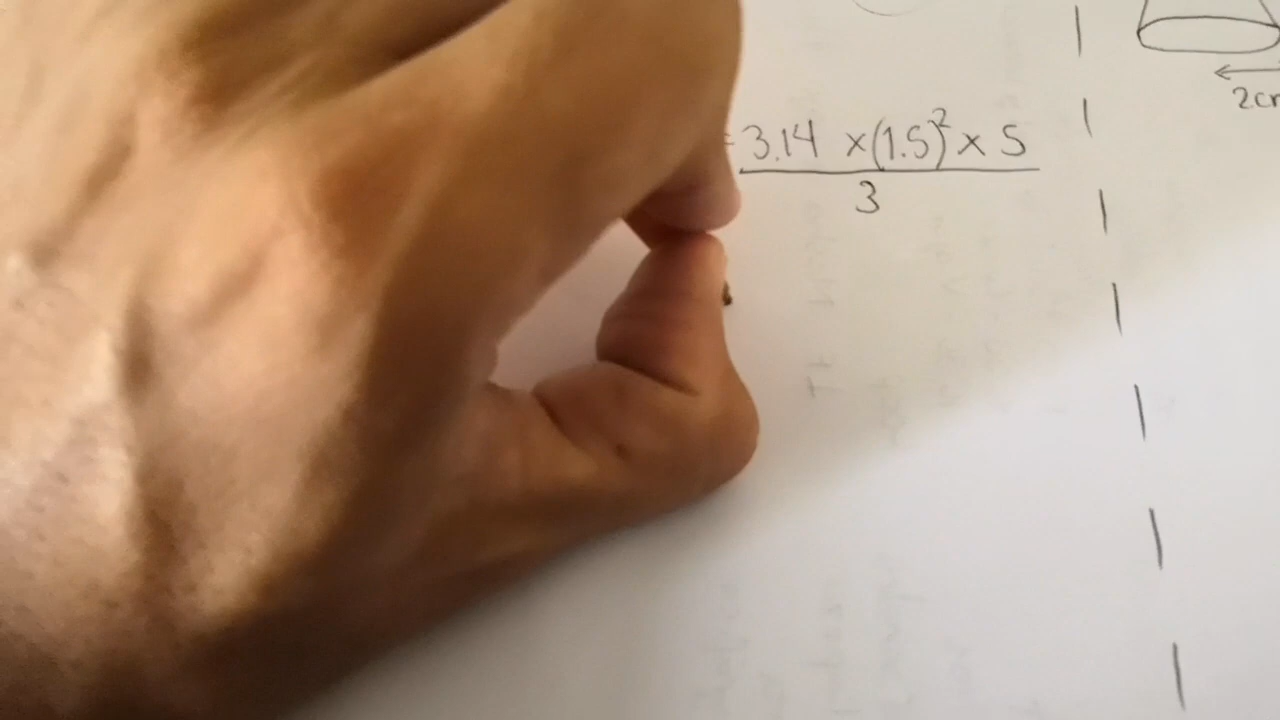 2cm
= 3.14 x (1.5)² x 5
3